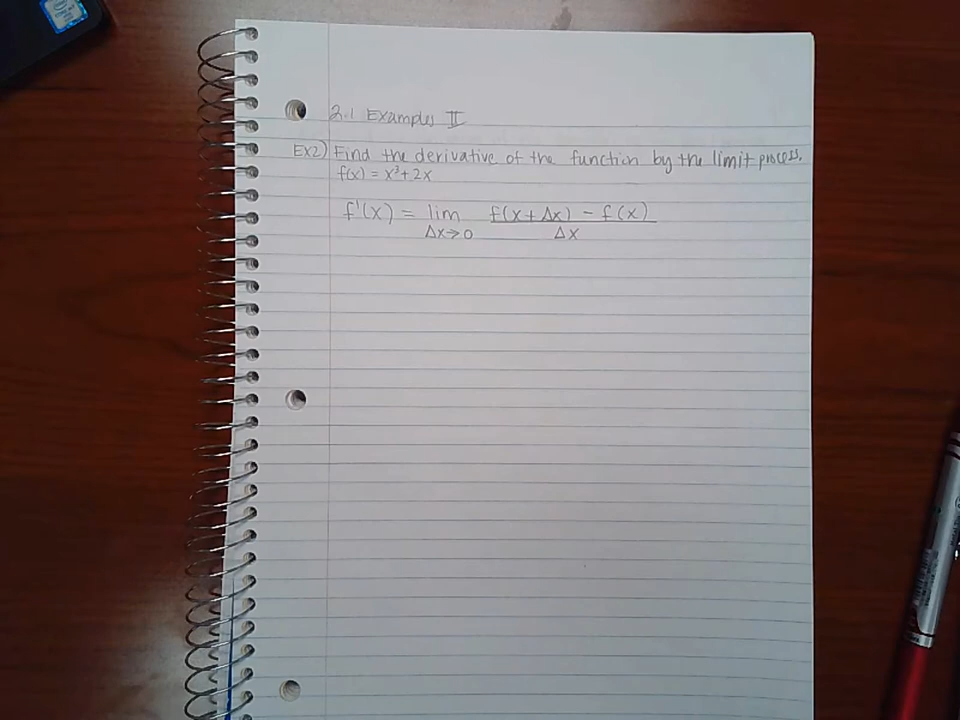 2.1 Examples II
EX2) Find the derivative of the function by the limit process.
f(x) = x³ + 2x
f'(x) = lim f(x + Δx) - f(x)
Δx→0 Δx